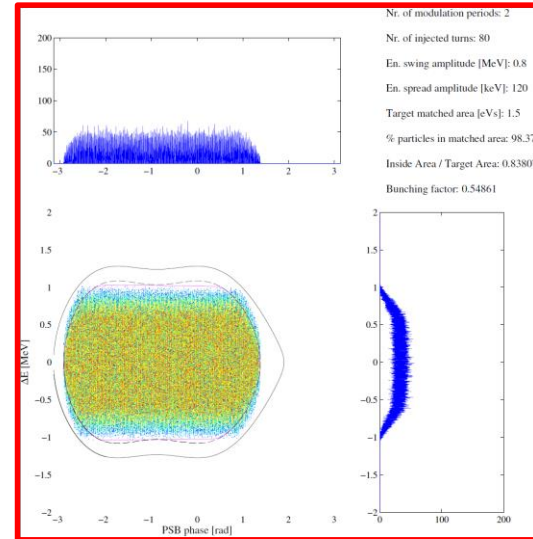 Nr. of modulation periods: 2
Nr. of injected turns: 80
En. swing amplitude [MeV]: 0.8
En. spread amplitude [keV]: 120
Target matched area [eVs]: 1.5
% particles in matched area: 98.37
Inside Area / Target Area: 0.8380
Bunching factor: 0.54861
200
150
100
50
0
−3 −2 −1 0 1 2 3
2
1.5
1
0.5
0
−0.5
−1
−1.5
−2
ΔE [MeV]
−3 −2 −1 0 1 2 3
PSB phase [rad]
2
1.5
1
0.5
0
−0.5
−1
−1.5
−2
0 100 200